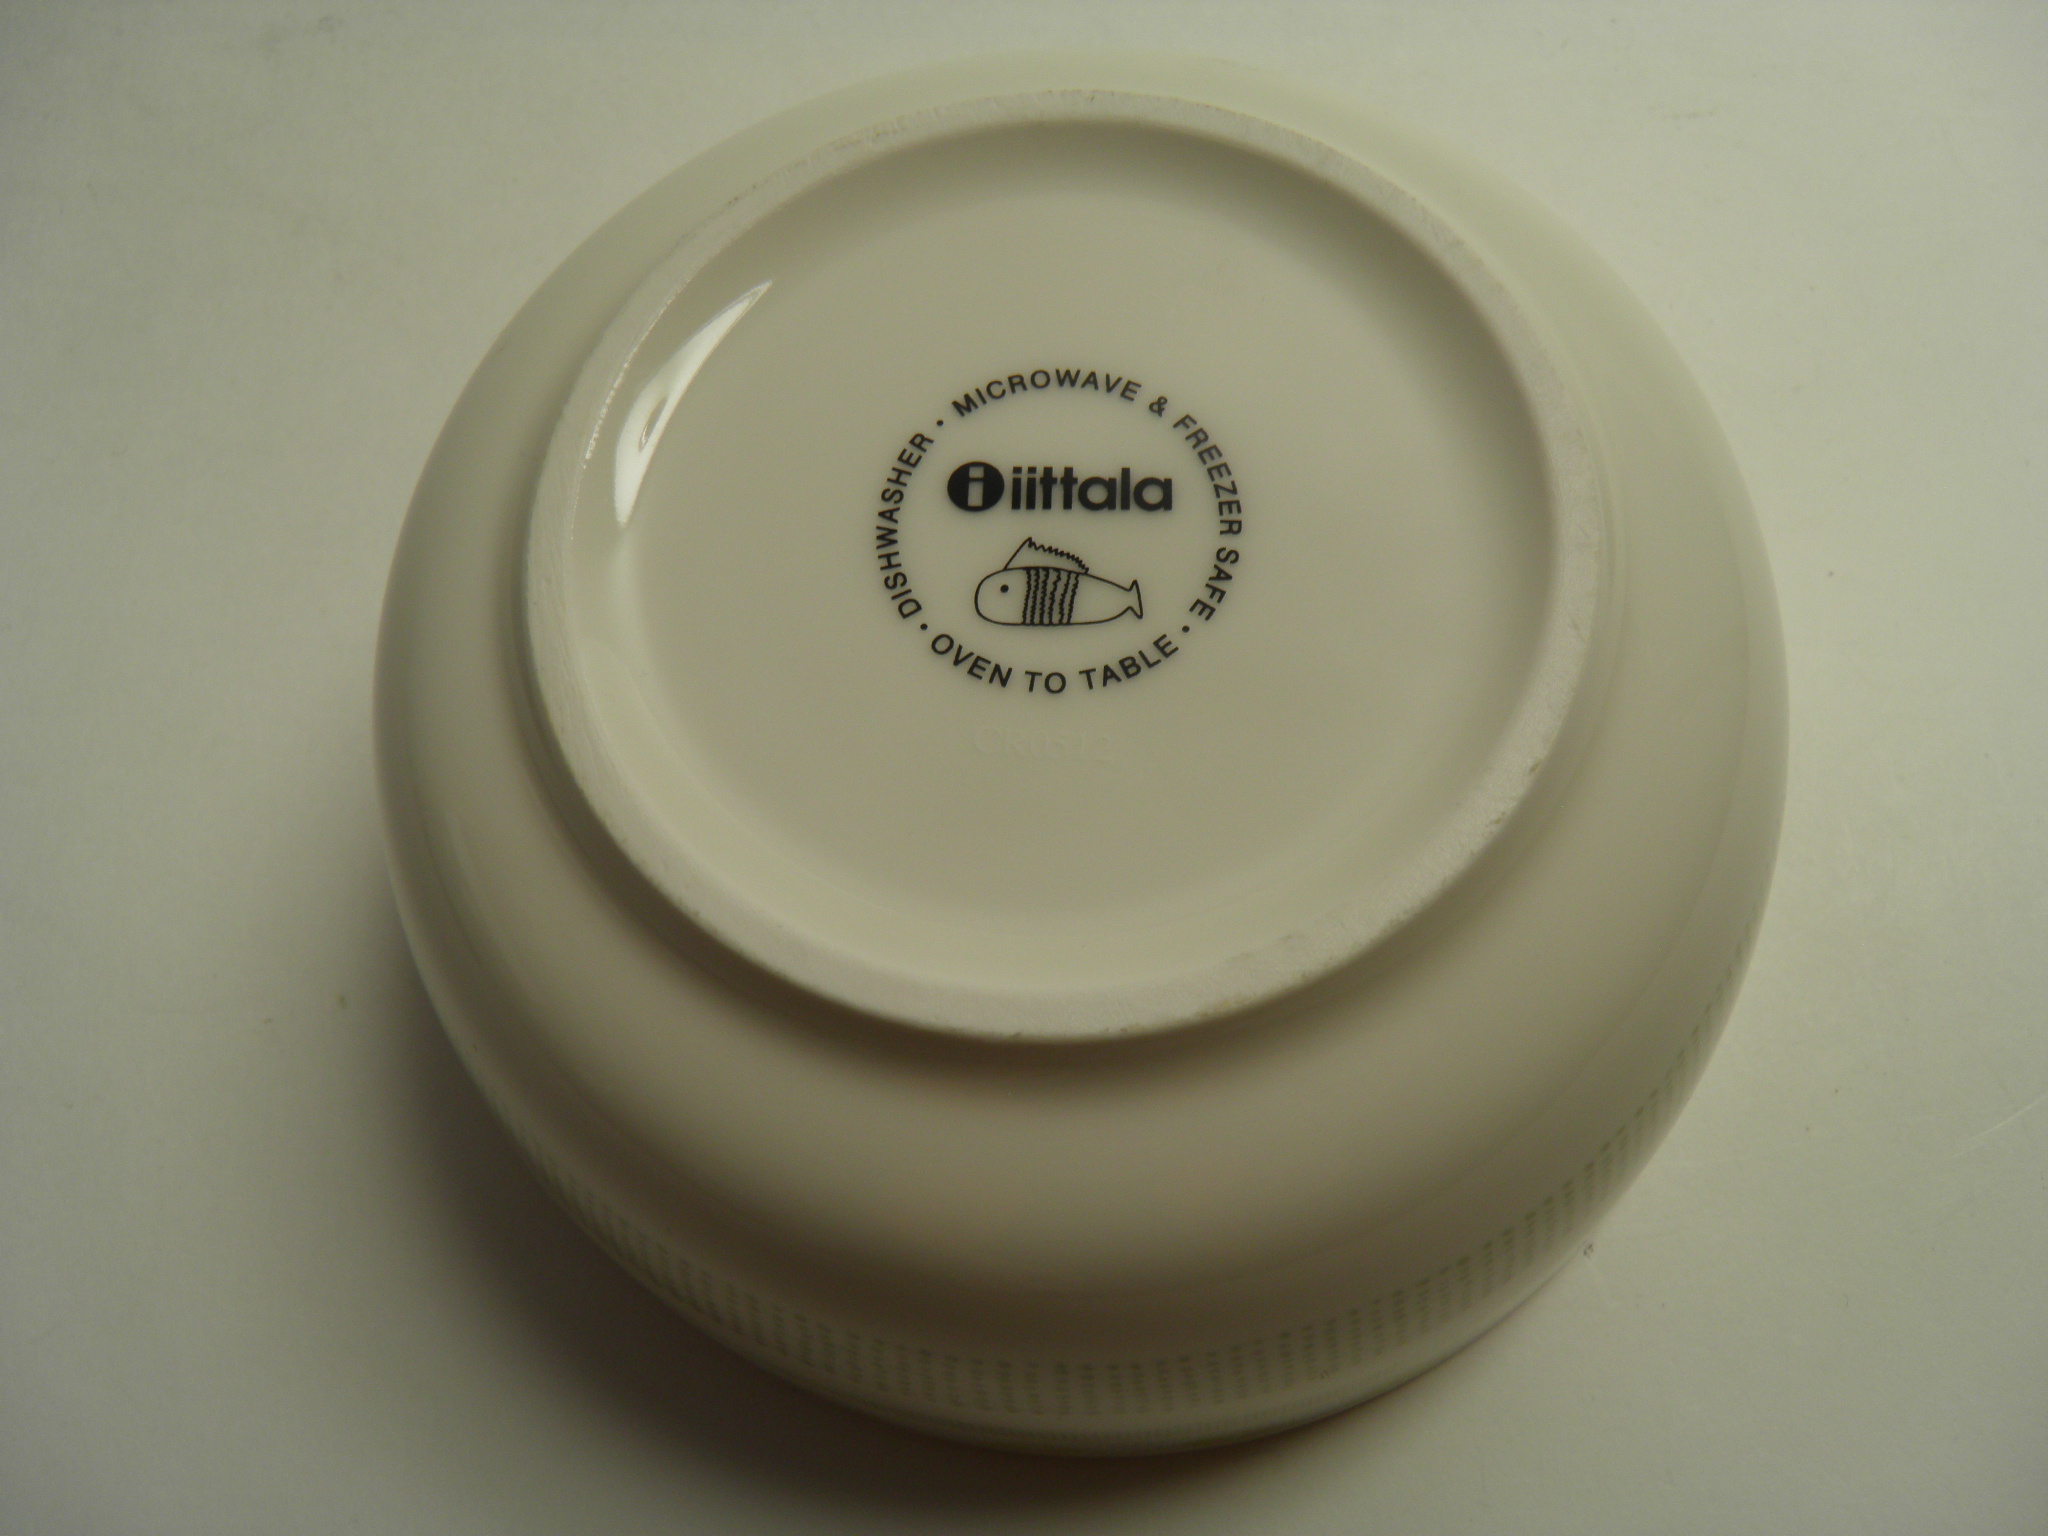 MICROWAVE & FREEZER SAFE • OVEN TO TABLE • DISHWASHER •
i iittala